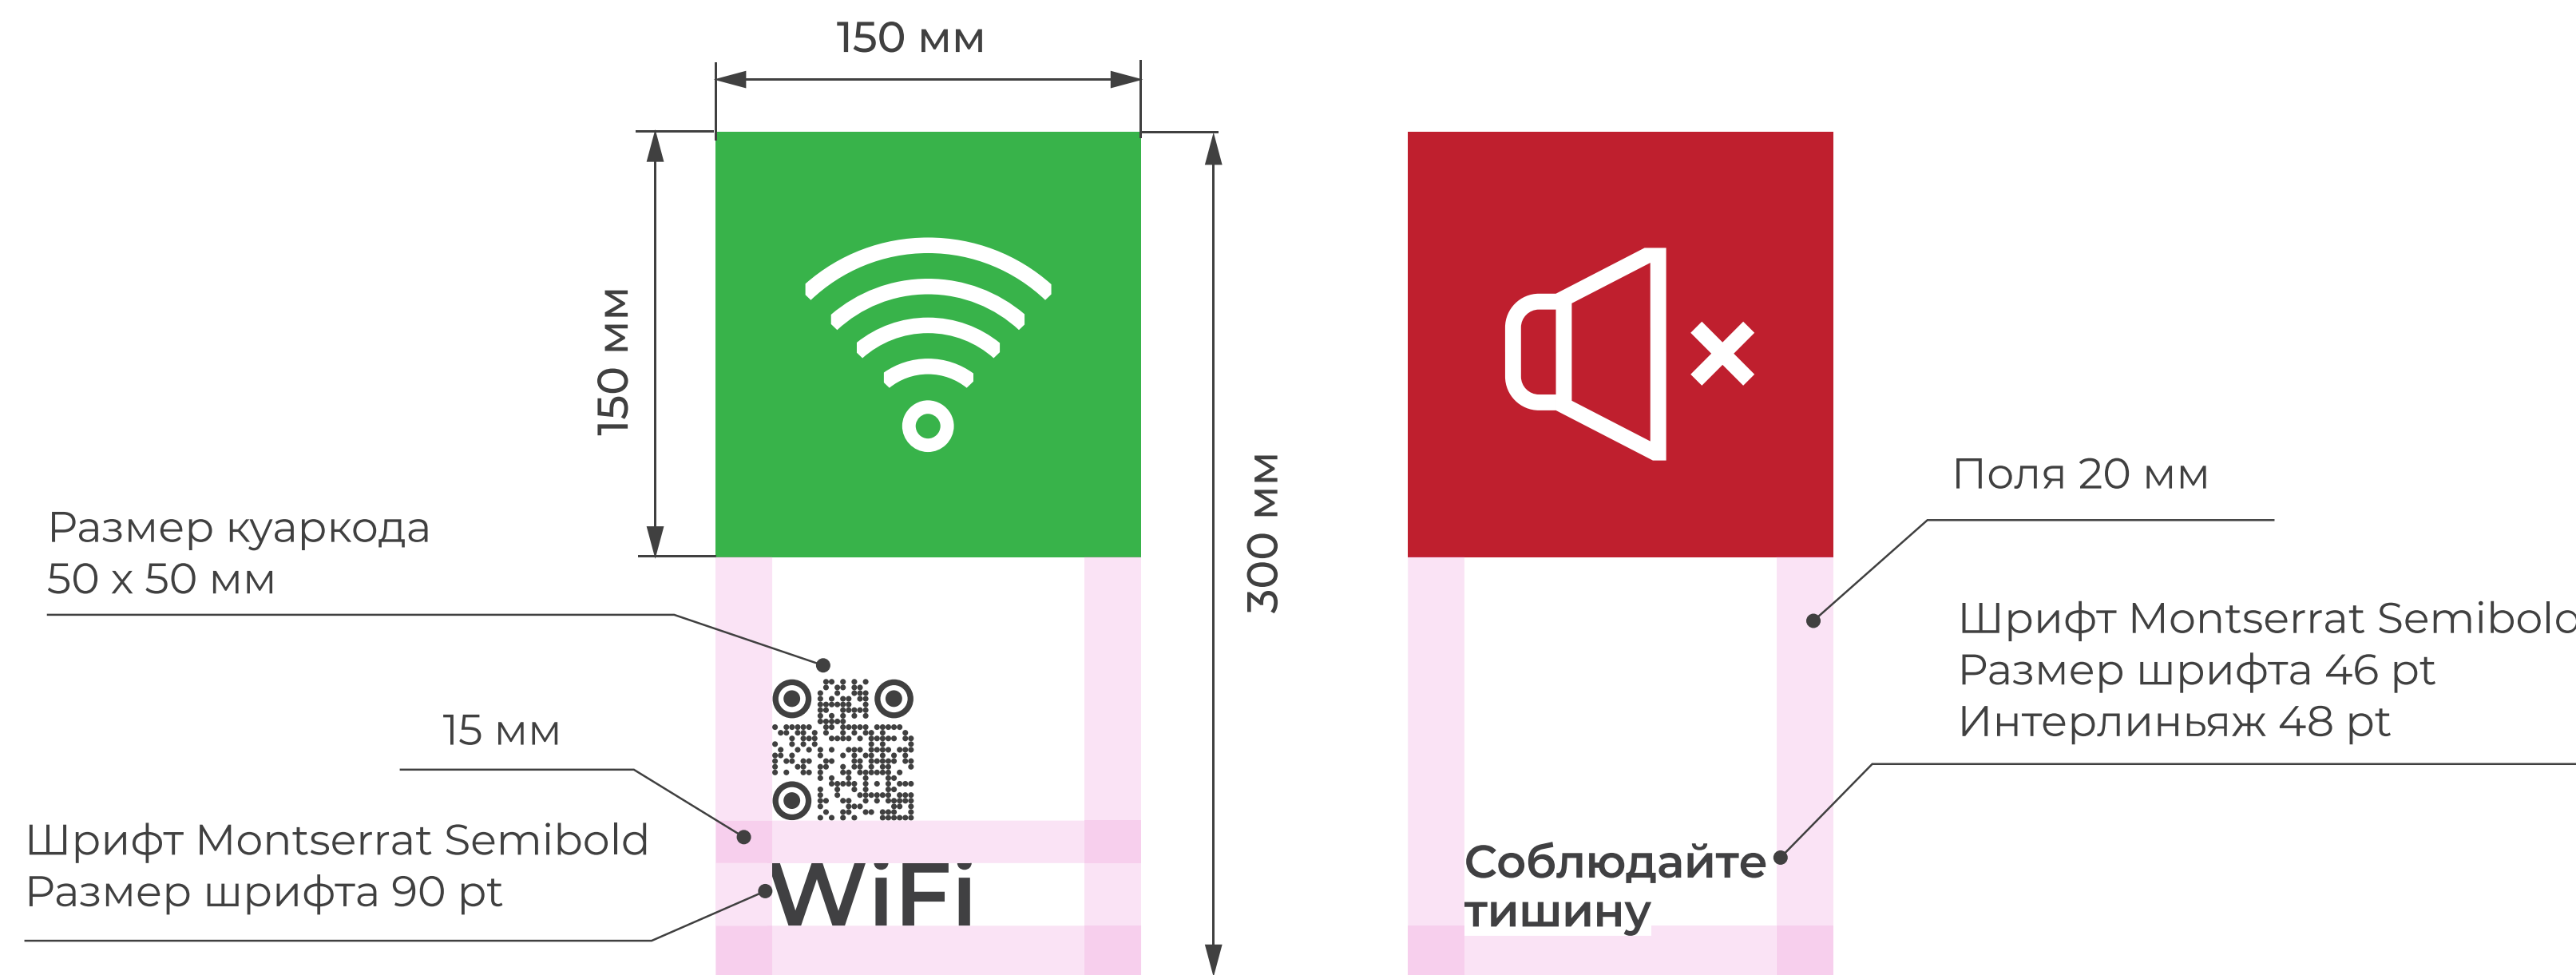 150 мм
150 мм
300 мм
Размер куаркода
50 x 50 мм
15 мм
Шрифт Montserrat Semibold
Размер шрифта 90 pt
WiFi
Поля 20 мм
Шрифт Montserrat Semibold
Размер шрифта 46 pt
Интерлиньяж 48 pt
Соблюдайте
тишину